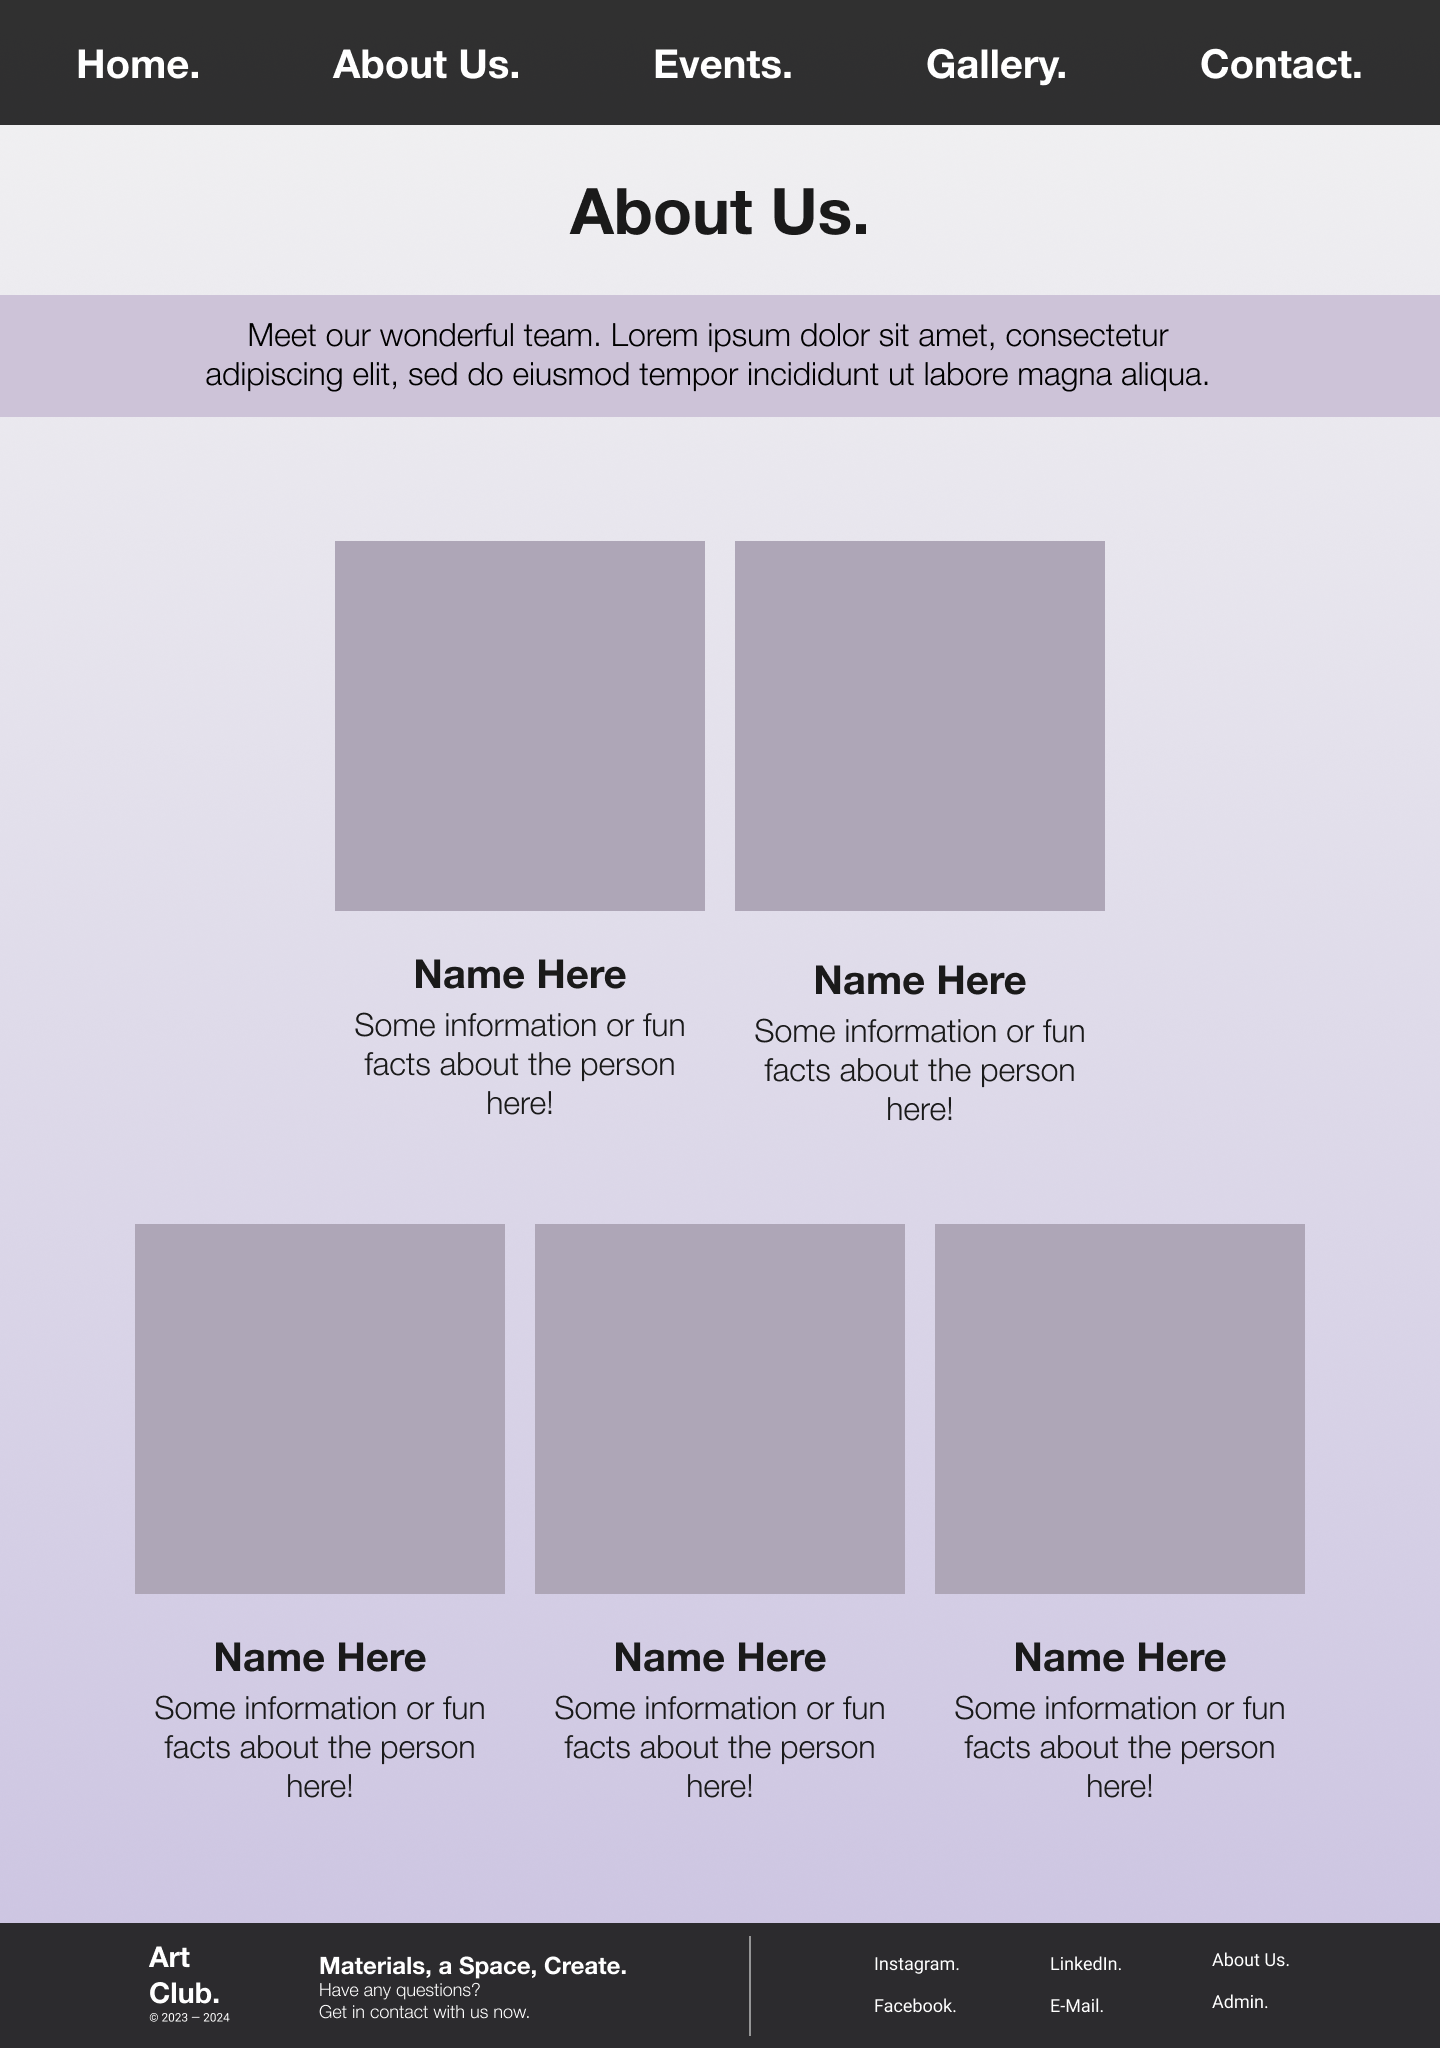 Home. About Us. Events. Gallery. Contact.
About Us.
Meet our wonderful team. Lorem ipsum dolor sit amet, consectetur
adipiscing elit, sed do eiusmod tempor incididunt ut labore magna aliqua.
Name Here
Some information or fun
facts about the person
here!
Name Here
Some information or fun
facts about the person
here!
Name Here
Some information or fun
facts about the person
here!
Name Here
Some information or fun
facts about the person
here!
Name Here
Some information or fun
facts about the person
here!
Art
Club.
© 2023 — 2024
Materials, a Space, Create.
Have any questions?
Get in contact with us now.
Instagram.
Facebook.
LinkedIn.
E-Mail.
About Us.
Admin.